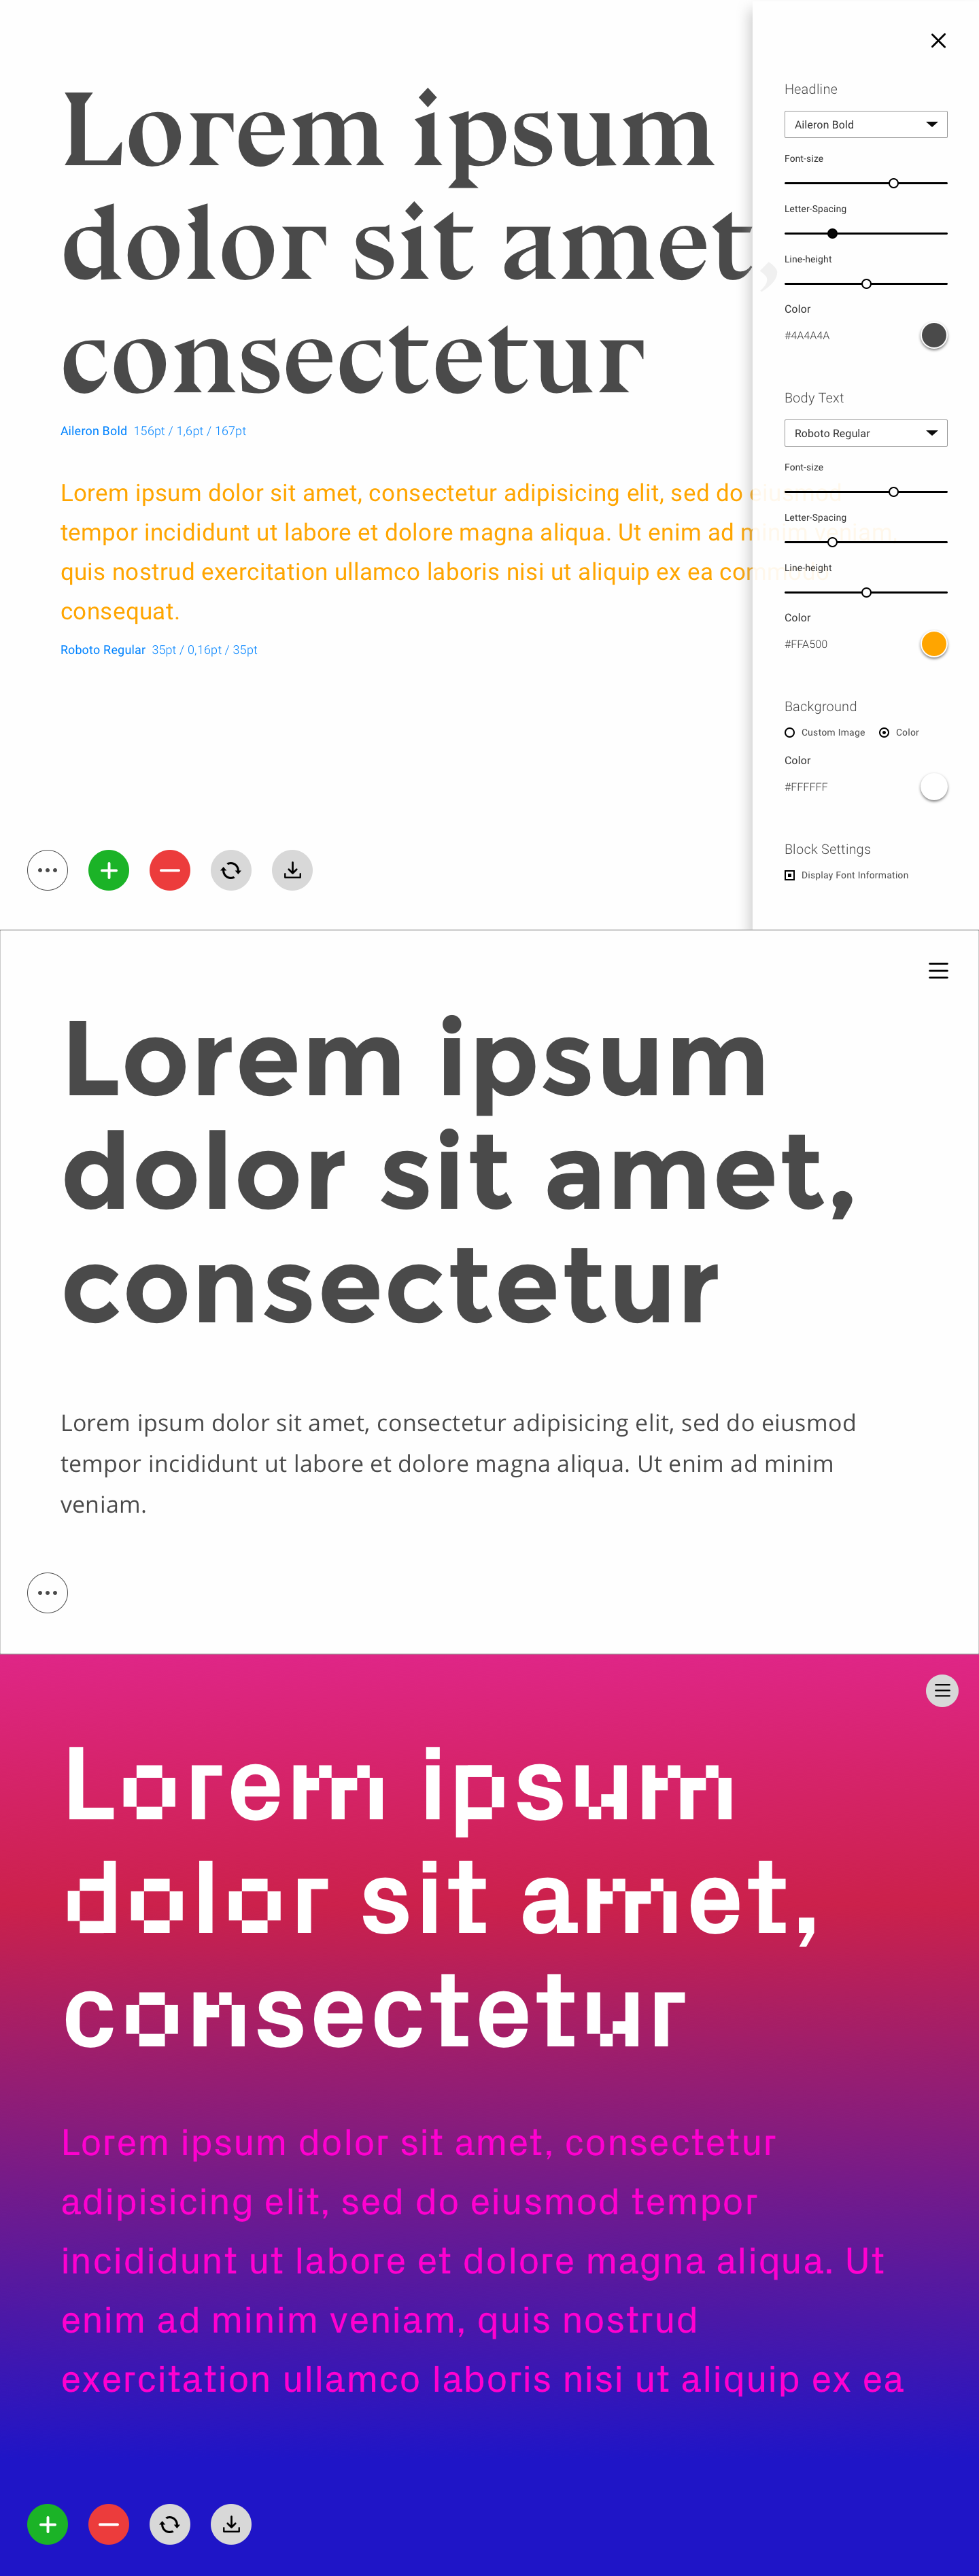 Lorem ipsum
dolor sit amet,
consectetur
Aileron Bold 156pt / 1,6pt / 167pt
Lorem ipsum dolor sit amet, consectetur adipisicing elit, sed do eiusmod
tempor incididunt ut labore et dolore magna aliqua. Ut enim ad minim veniam,
quis nostrud exercitation ullamco laboris nisi ut aliquip ex ea commodo
consequat.
Roboto Regular 35pt / 0,16pt / 35pt
Headline
Aileron Bold
Font-size
Letter-Spacing
Line-height
Color
#4A4A4A
Body Text
Roboto Regular
Font-size
Letter-Spacing
Line-height
Color
#FFA500
Background
Custom Image Color
Color
#FFFFFF
Block Settings
Display Font Information
Lorem ipsum
dolor sit amet,
consectetur
Lorem ipsum dolor sit amet, consectetur adipisicing elit, sed do eiusmod
tempor incididunt ut labore et dolore magna aliqua. Ut enim ad minim
veniam.
Lorem ipsum
dolor sit amet,
consectetur
Lorem ipsum dolor sit amet, consectetur
adipisicing elit, sed do eiusmod tempor
incididunt ut labore et dolore magna aliqua. Ut
enim ad minim veniam, quis nostrud
exercitation ullamco laboris nisi ut aliquip ex ea